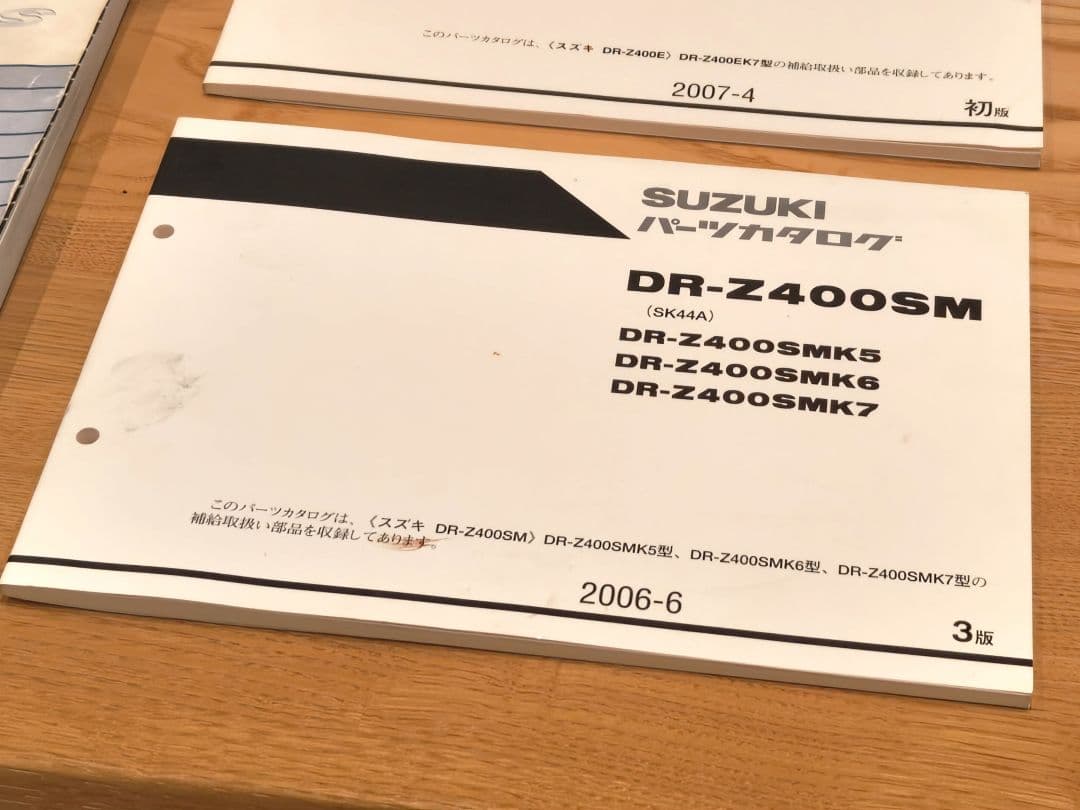 このパーツカタログは、〈スズキ DR-Z400E〉DR-Z400EK7型の補給取扱い部品を収録してあります。
2007-4
初版
SUZUKI
パーツカタログ
DR-Z400SM
(SK44A)
DR-Z400SMK5
DR-Z400SMK6
DR-Z400SMK7
このパーツカタログは、〈スズキ DR-Z400SM〉DR-Z400SMK5型、DR-Z400SMK6型、DR-Z400SMK7型の
補給取扱い部品を収録してあります。
2006-6
3版